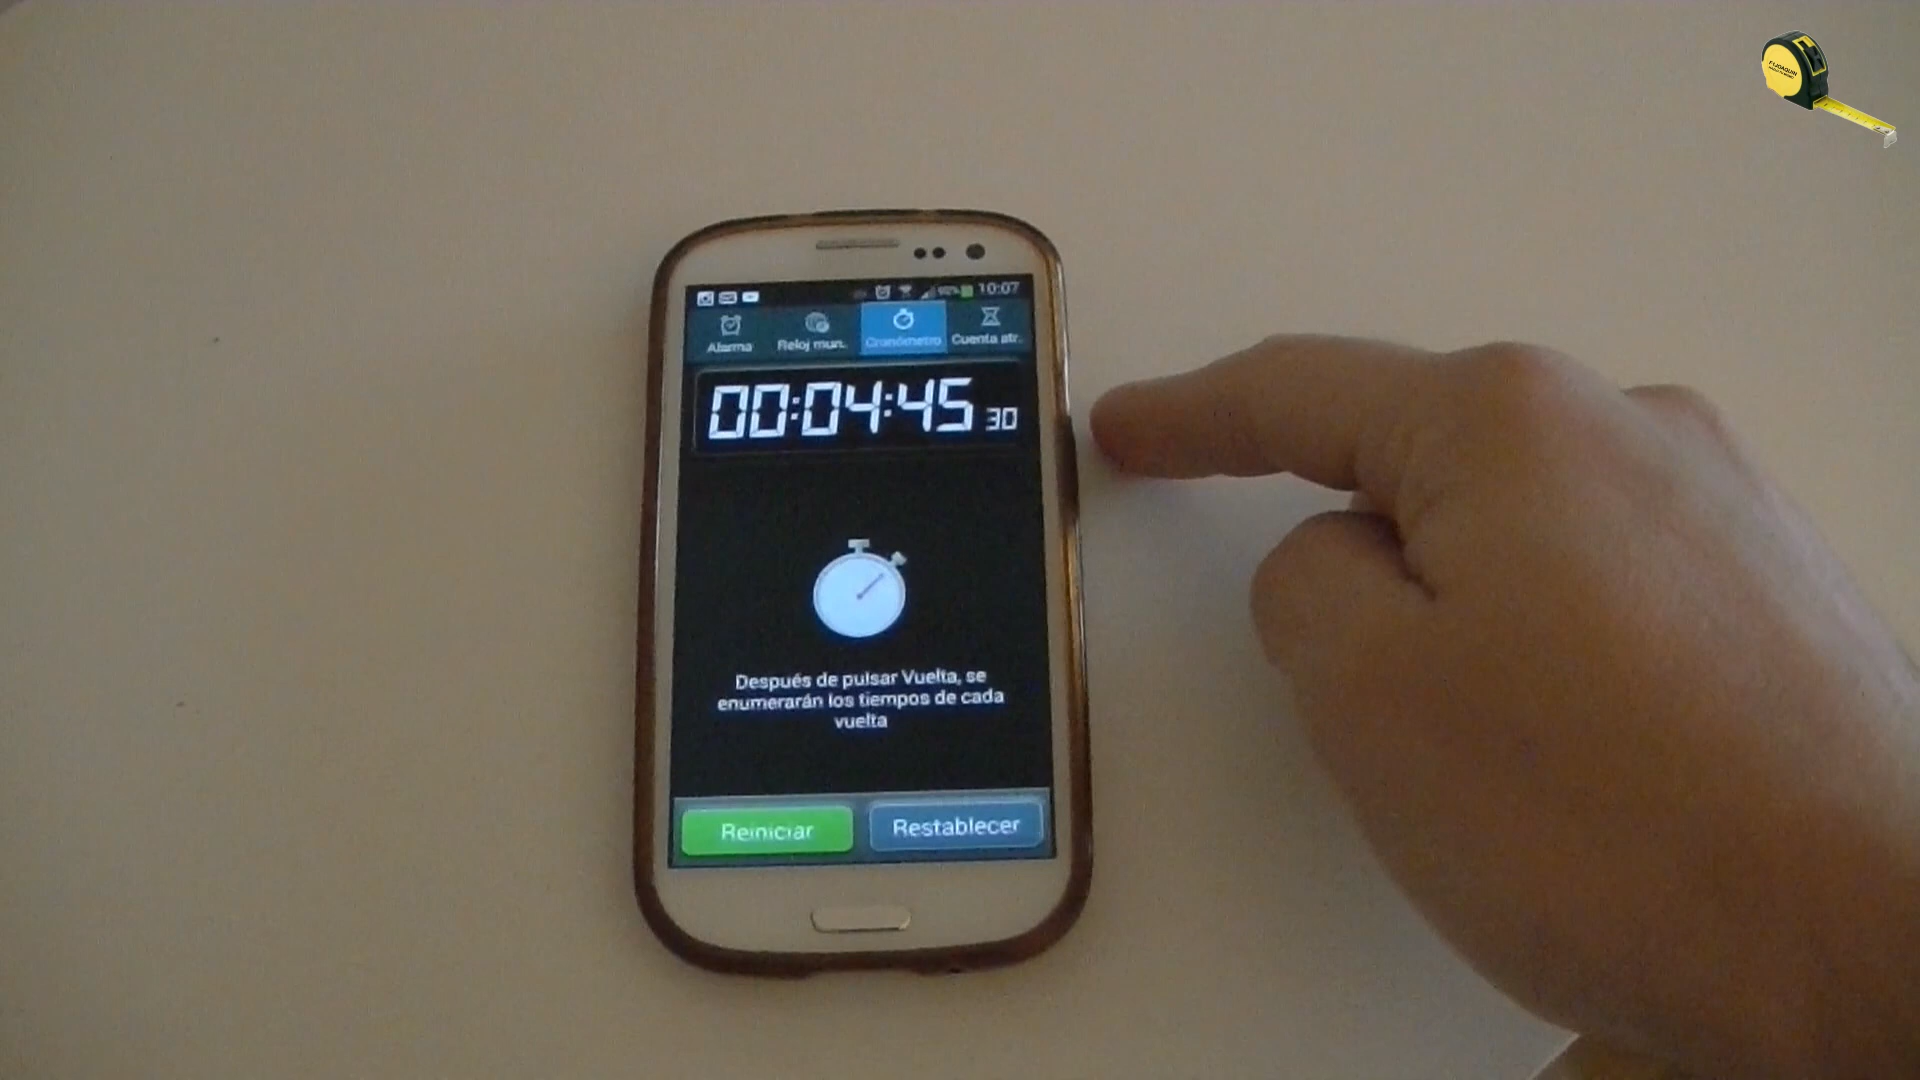 10:07
Alarma
Reloj mun..
Cronómetro
Cuenta atr..
00:04:45 30
Después de pulsar Vuelta, se
enumerarán los tiempos de cada
vuelta
Reiniciar
Restablecer